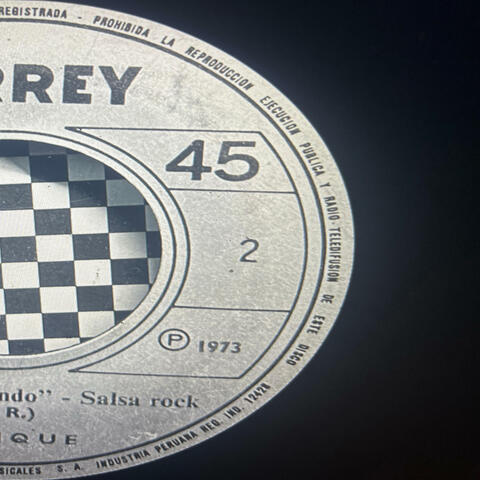 REGISTRADA - PROHIBIDA LA REPRODUCCION EJECUCION PUBLICA Y RADIO-TELEDIFUSION DE ESTE DISCO
RREY
45
2
Ⓟ 1973
ndo" - Salsa rock
R.)
IQUE
SICALES S. A. INDUSTRIA PERUANA REG. IND. 12428